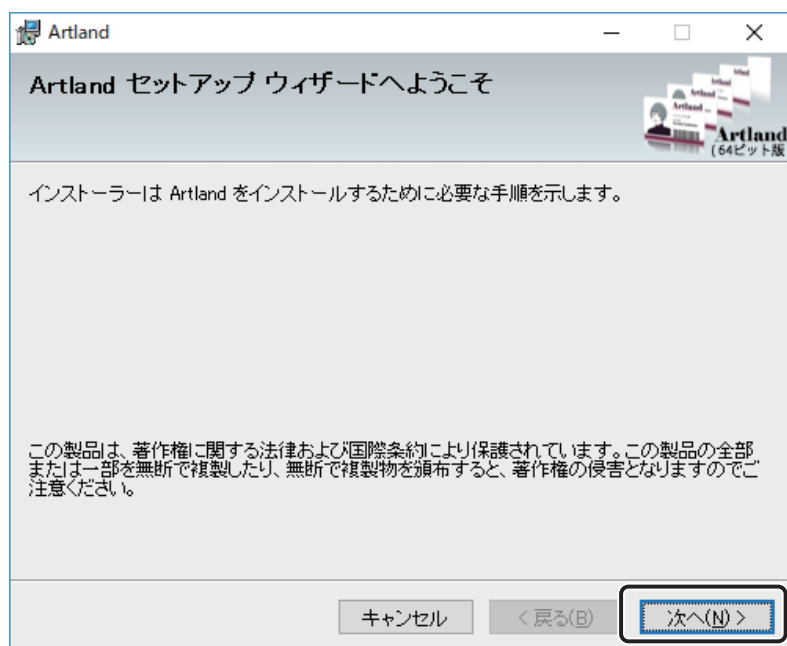 Artland
Artland セットアップ ウィザードへようこそ
Artland
Artland
Artland
(64ビット版
インストーラーは Artland をインストールするために必要な手順を示します。
この製品は、著作権に関する法律および国際条約により保護されています。この製品の全部
または一部を無断で複製したり、無断で複製物を頒布すると、著作権の侵害となりますのでご
注意ください。
キャンセル
< 戻る(B)
次へ(N) >